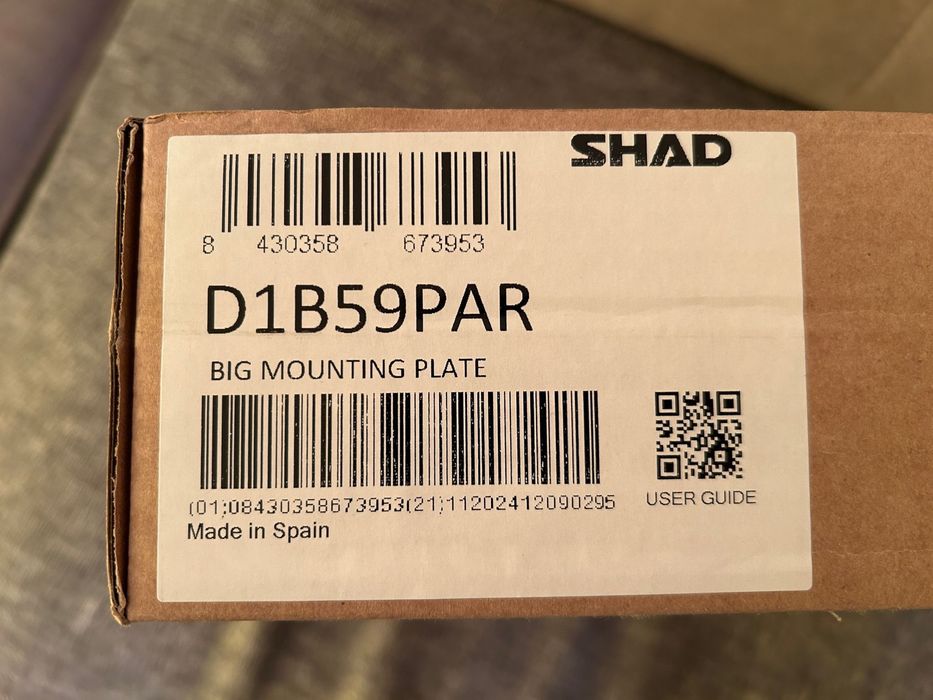 SHAD
8 430358 673953
D1B59PAR
BIG MOUNTING PLATE
(01)08430358673953(21)11202412090295
USER GUIDE
Made in Spain